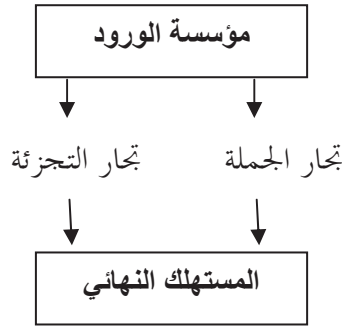 مؤسسة الورود
تجار الجملة تجار التجزئة
المستهلك النهائي